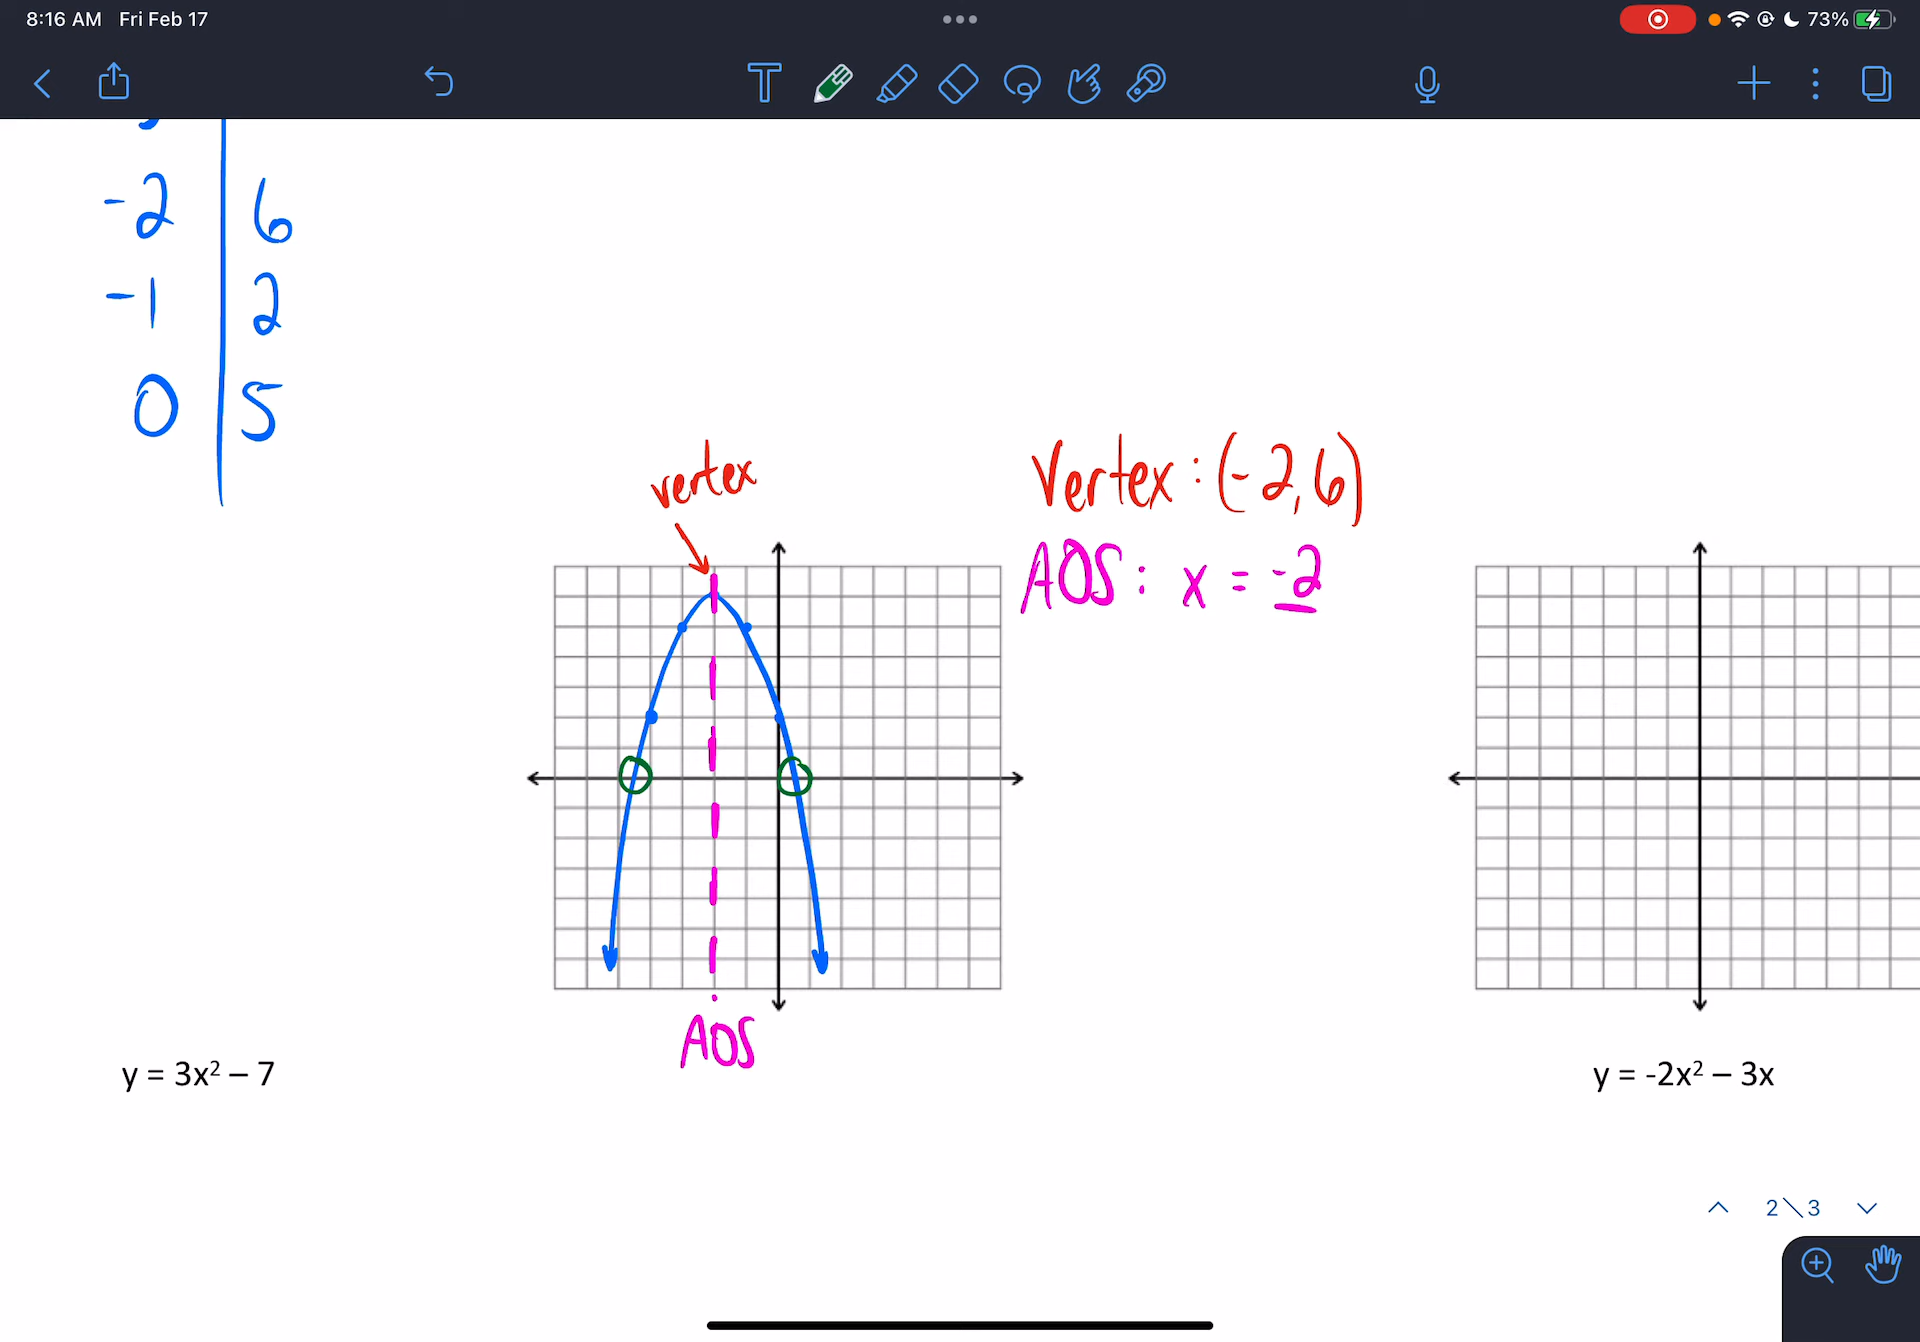 8:16 AM Fri Feb 17
73%
-2 6
-1 2
0 5
vertex
Vertex: (-2,6)
AOS: x = -2
AOS
y = 3x² – 7
y = -2x² – 3x
2\3